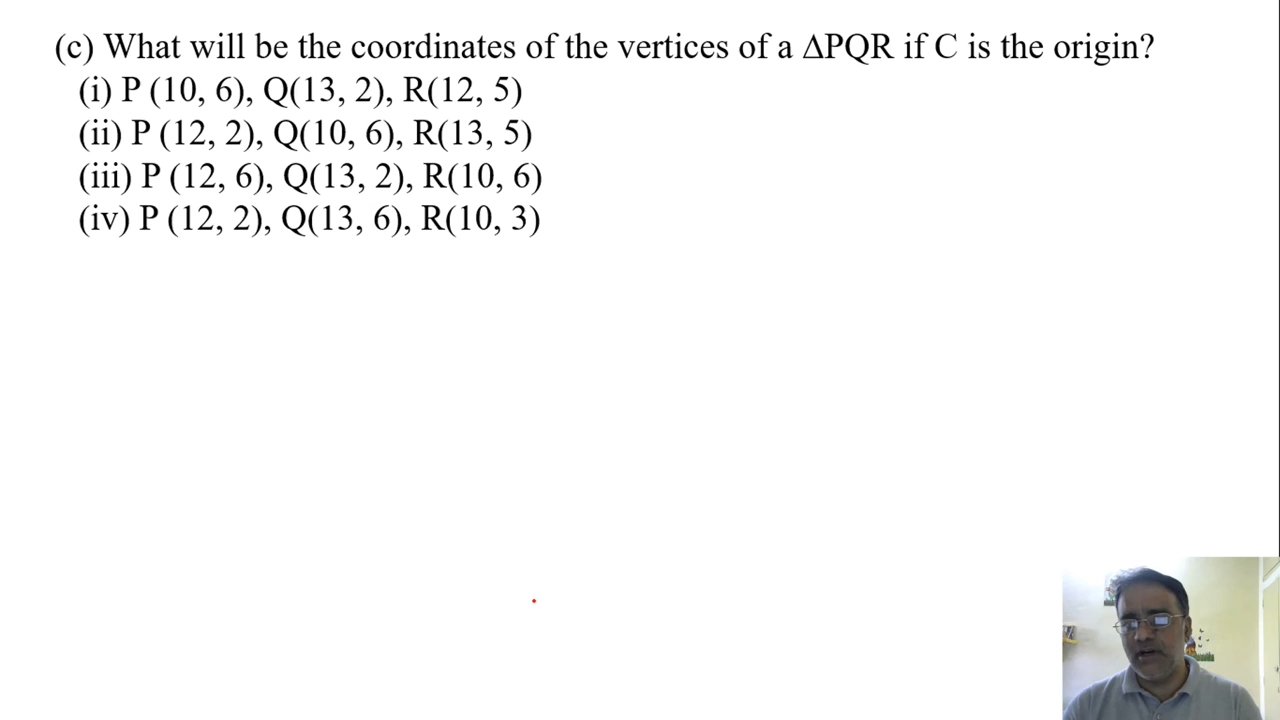 (c) What will be the coordinates of the vertices of a ΔPQR if C is the origin?
(i) P (10, 6), Q(13, 2), R(12, 5)
(ii) P (12, 2), Q(10, 6), R(13, 5)
(iii) P (12, 6), Q(13, 2), R(10, 6)
(iv) P (12, 2), Q(13, 6), R(10, 3)